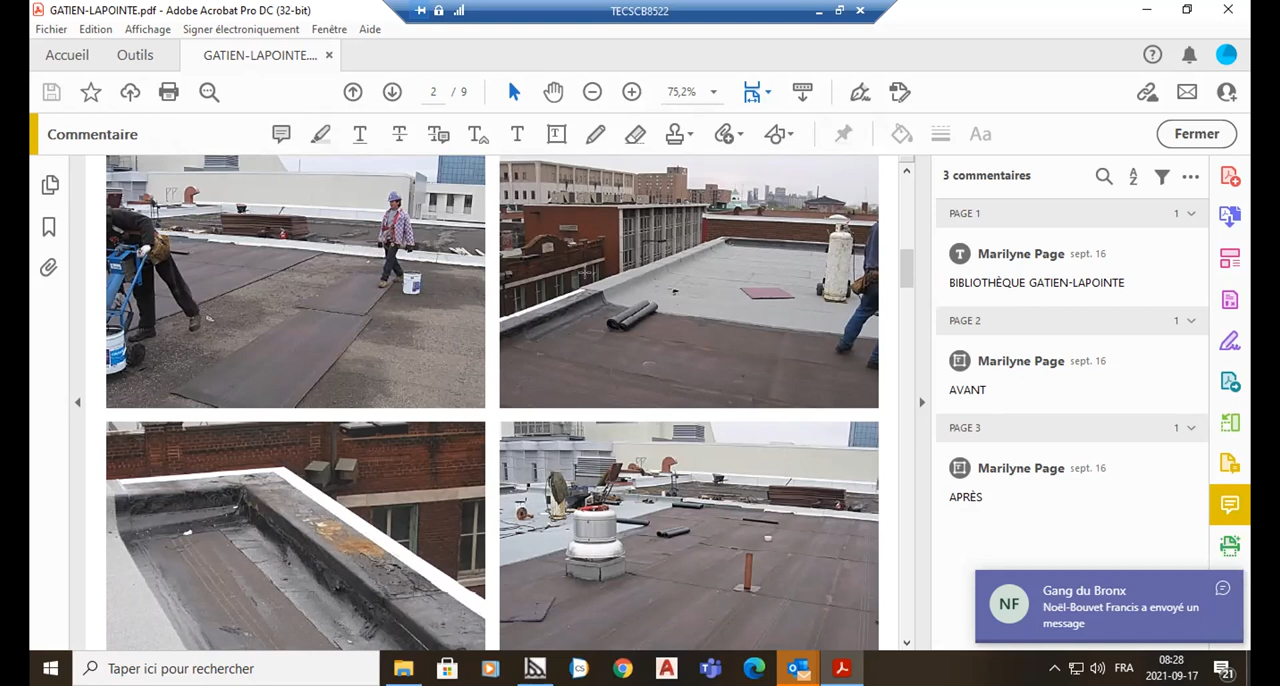 GATIEN-LAPOINTE.pdf - Adobe Acrobat Pro DC (32-bit)
TECSCB8522
Fichier Edition Affichage Signer électroniquement Fenêtre Aide
Accueil Outils GATIEN-LAPOINTE.... ×
2 / 9 75,2%
Commentaire
Aa
Fermer
3 commentaires
PAGE 1 1
Marilyne Page sept. 16
BIBLIOTHÈQUE GATIEN-LAPOINTE
PAGE 2 1
Marilyne Page sept. 16
AVANT
PAGE 3 1
Marilyne Page sept. 16
APRÈS
NF
Gang du Bronx
Noël-Bouvet Francis a envoyé un
message
Taper ici pour rechercher
FRA
08:28
2021-09-17
21